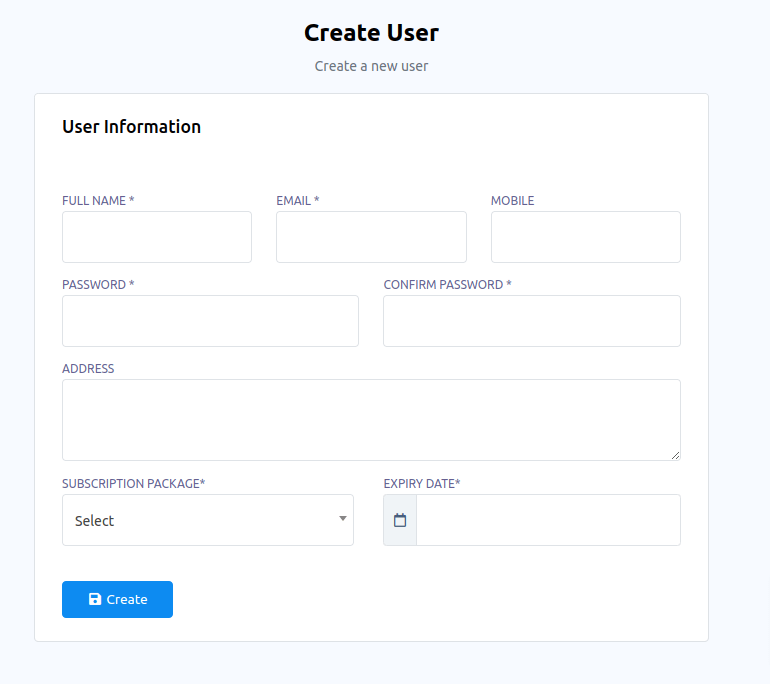 Create User
Create a new user
User Information
FULL NAME * EMAIL * MOBILE
PASSWORD * CONFIRM PASSWORD *
ADDRESS
SUBSCRIPTION PACKAGE* EXPIRY DATE*
Select
Create